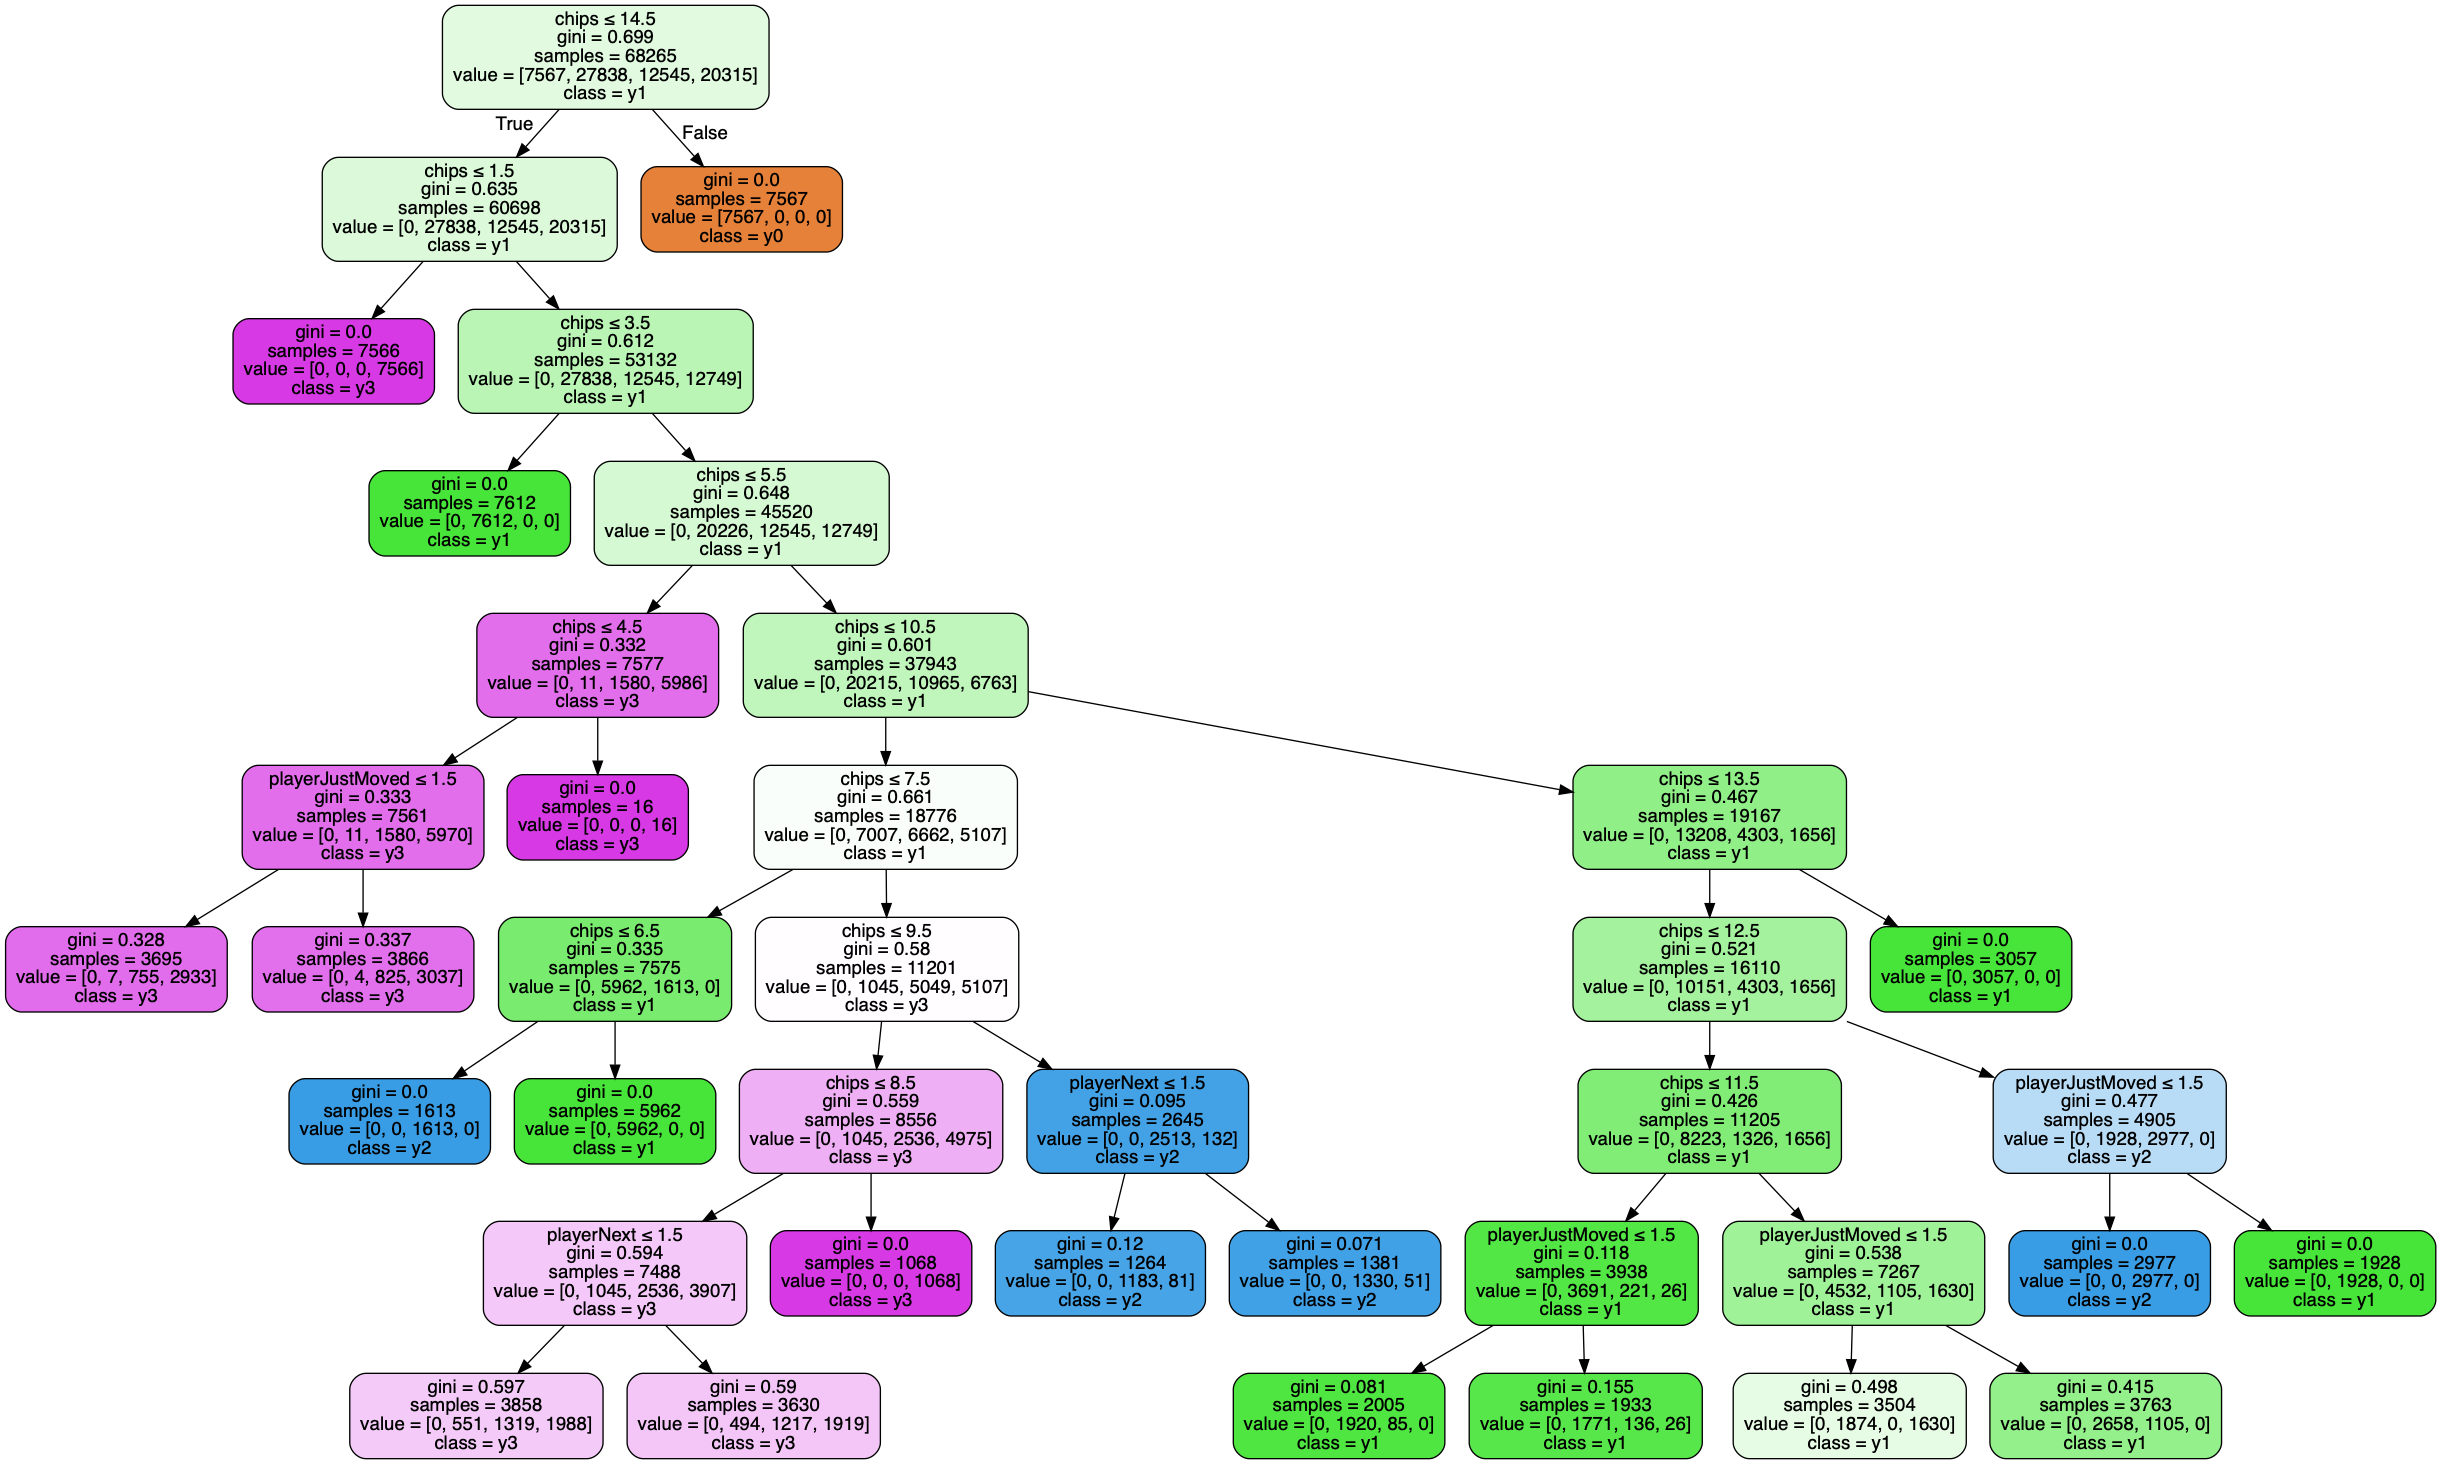 chips ≤ 14.5
gini = 0.699
samples = 68265
value = [7567, 27838, 12545, 20315]
class = y1
True
False
chips ≤ 1.5
gini = 0.635
samples = 60698
value = [0, 27838, 12545, 20315]
class = y1
gini = 0.0
samples = 7567
value = [7567, 0, 0, 0]
class = y0
gini = 0.0
samples = 7566
value = [0, 0, 0, 7566]
class = y3
chips ≤ 3.5
gini = 0.612
samples = 53132
value = [0, 27838, 12545, 12749]
class = y1
gini = 0.0
samples = 7612
value = [0, 7612, 0, 0]
class = y1
chips ≤ 5.5
gini = 0.648
samples = 45520
value = [0, 20226, 12545, 12749]
class = y1
chips ≤ 4.5
gini = 0.332
samples = 7577
value = [0, 11, 1580, 5986]
class = y3
chips ≤ 10.5
gini = 0.601
samples = 37943
value = [0, 20215, 10965, 6763]
class = y1
playerJustMoved ≤ 1.5
gini = 0.333
samples = 7561
value = [0, 11, 1580, 5970]
class = y3
gini = 0.0
samples = 16
value = [0, 0, 0, 16]
class = y3
chips ≤ 7.5
gini = 0.661
samples = 18776
value = [0, 7007, 6662, 5107]
class = y1
chips ≤ 13.5
gini = 0.467
samples = 19167
value = [0, 13208, 4303, 1656]
class = y1
gini = 0.328
samples = 3695
value = [0, 7, 755, 2933]
class = y3
gini = 0.337
samples = 3866
value = [0, 4, 825, 3037]
class = y3
chips ≤ 6.5
gini = 0.335
samples = 7575
value = [0, 5962, 1613, 0]
class = y1
chips ≤ 9.5
gini = 0.58
samples = 11201
value = [0, 1045, 5049, 5107]
class = y3
chips ≤ 12.5
gini = 0.521
samples = 16110
value = [0, 10151, 4303, 1656]
class = y1
gini = 0.0
samples = 3057
value = [0, 3057, 0, 0]
class = y1
gini = 0.0
samples = 1613
value = [0, 0, 1613, 0]
class = y2
gini = 0.0
samples = 5962
value = [0, 5962, 0, 0]
class = y1
chips ≤ 8.5
gini = 0.559
samples = 8556
value = [0, 1045, 2536, 4975]
class = y3
playerNext ≤ 1.5
gini = 0.095
samples = 2645
value = [0, 0, 2513, 132]
class = y2
chips ≤ 11.5
gini = 0.426
samples = 11205
value = [0, 8223, 1326, 1656]
class = y1
playerJustMoved ≤ 1.5
gini = 0.477
samples = 4905
value = [0, 1928, 2977, 0]
class = y2
playerNext ≤ 1.5
gini = 0.594
samples = 7488
value = [0, 1045, 2536, 3907]
class = y3
gini = 0.0
samples = 1068
value = [0, 0, 0, 1068]
class = y3
gini = 0.12
samples = 1264
value = [0, 0, 1183, 81]
class = y2
gini = 0.071
samples = 1381
value = [0, 0, 1330, 51]
class = y2
playerJustMoved ≤ 1.5
gini = 0.118
samples = 3938
value = [0, 3691, 221, 26]
class = y1
playerJustMoved ≤ 1.5
gini = 0.538
samples = 7267
value = [0, 4532, 1105, 1630]
class = y1
gini = 0.0
samples = 2977
value = [0, 0, 2977, 0]
class = y2
gini = 0.0
samples = 1928
value = [0, 1928, 0, 0]
class = y1
gini = 0.597
samples = 3858
value = [0, 551, 1319, 1988]
class = y3
gini = 0.59
samples = 3630
value = [0, 494, 1217, 1919]
class = y3
gini = 0.081
samples = 2005
value = [0, 1920, 85, 0]
class = y1
gini = 0.155
samples = 1933
value = [0, 1771, 136, 26]
class = y1
gini = 0.498
samples = 3504
value = [0, 1874, 0, 1630]
class = y1
gini = 0.415
samples = 3763
value = [0, 2658, 1105, 0]
class = y1